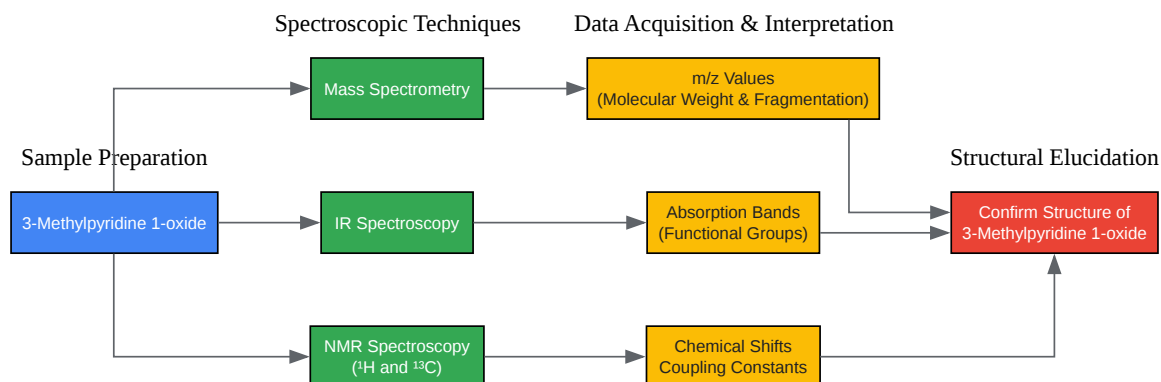 Spectroscopic Techniques
Data Acquisition & Interpretation
Mass Spectrometry
m/z Values
(Molecular Weight & Fragmentation)
Sample Preparation
Structural Elucidation
3-Methylpyridine 1-oxide
IR Spectroscopy
Absorption Bands
(Functional Groups)
Confirm Structure of
3-Methylpyridine 1-oxide
NMR Spectroscopy
(¹H and ¹³C)
Chemical Shifts
Coupling Constants